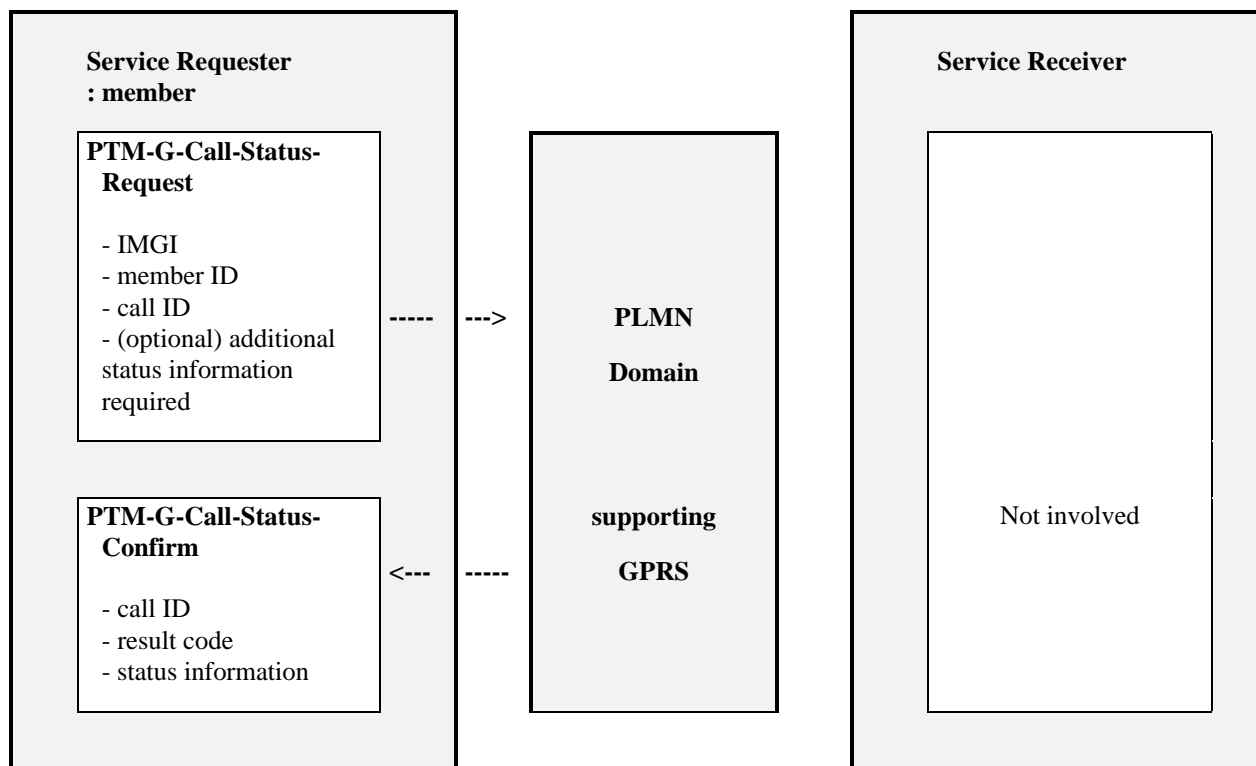 Service Requester
: member
Service Receiver
PTM-G-Call-Status-
Request
- IMGI
- member ID
- call ID
- (optional) additional
status information
required
----- --->
PLMN
Domain
PTM-G-Call-Status-
Confirm
- call ID
- result code
- status information
<--- -----
supporting
GPRS
Not involved